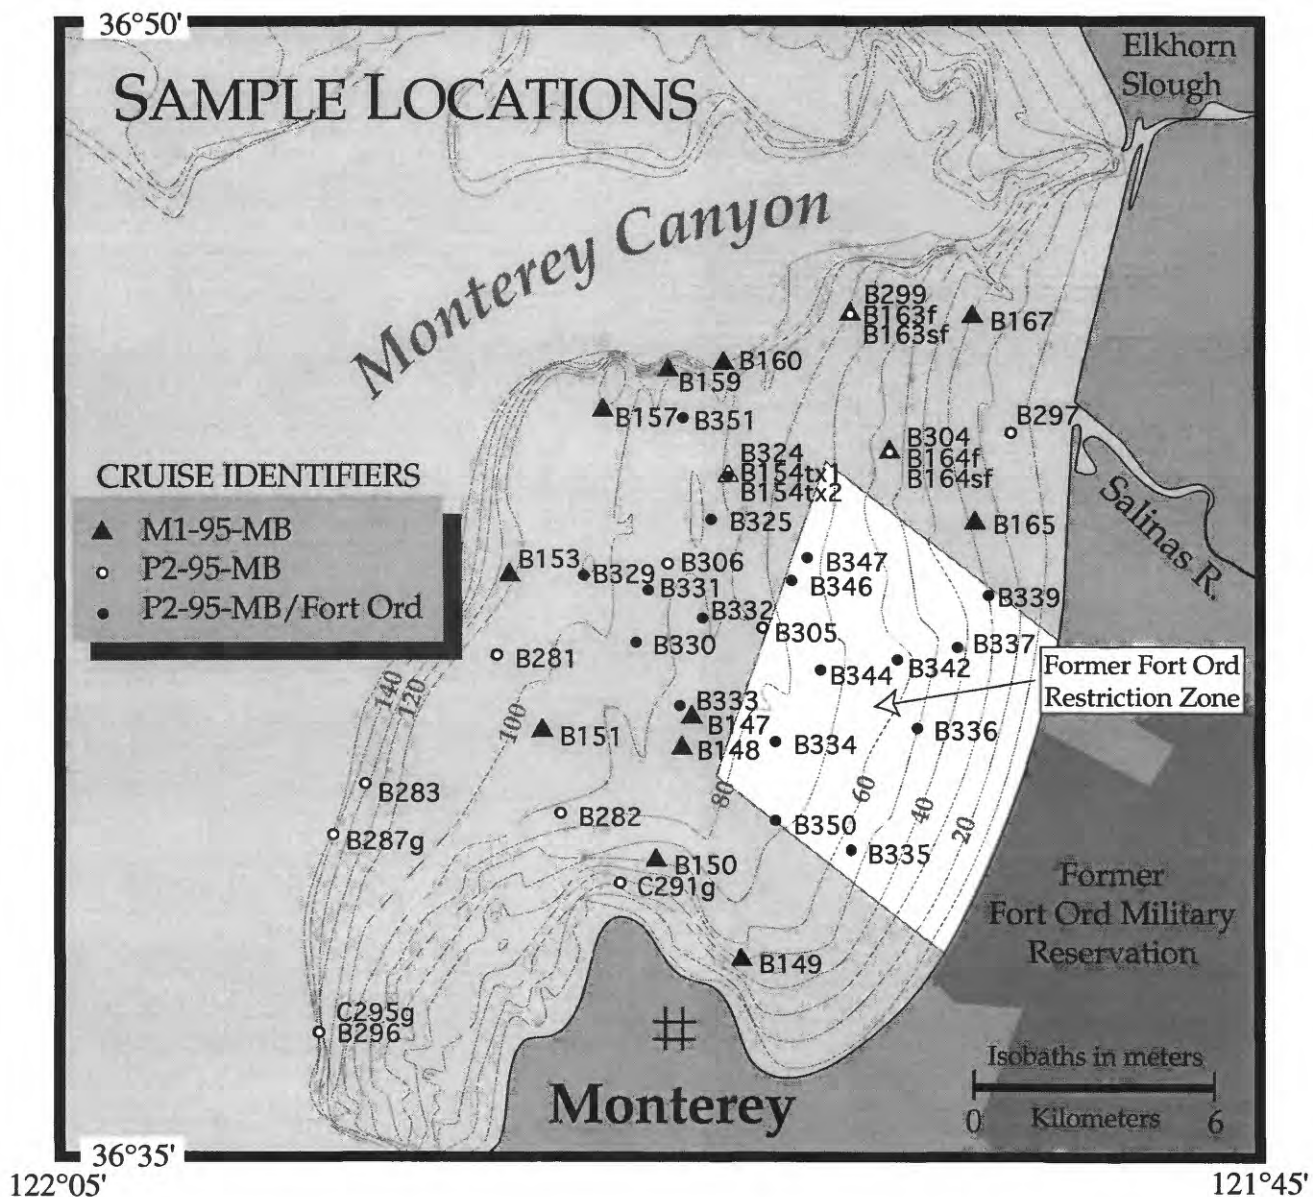 36°50'
Elkhorn
Slough
SAMPLE LOCATIONS
Monterey Canyon
B299
B163f
B163sf
B167
B160
B159
B157
B351
B297
B304
B164f
B164sf
B324
B154tx1
B154tx2
CRUISE IDENTIFIERS
M1-95-MB
P2-95-MB
P2-95-MB/Fort Ord
Salinas R.
B325
B165
B153
B329
B306
B331
B347
B346
B339
B332
B305
B330
B281
B337
B342
B344
Former Fort Ord
Restriction Zone
140
120
100
B333
B147
B151
B148
B334
B336
B283
80
60
40
20
B282
B350
B287g
B335
B150
C291g
Former
Fort Ord Military
Reservation
B149
C295g
B296
Monterey
Isobaths in meters
0
Kilometers
6
36°35'
122°05'
121°45'